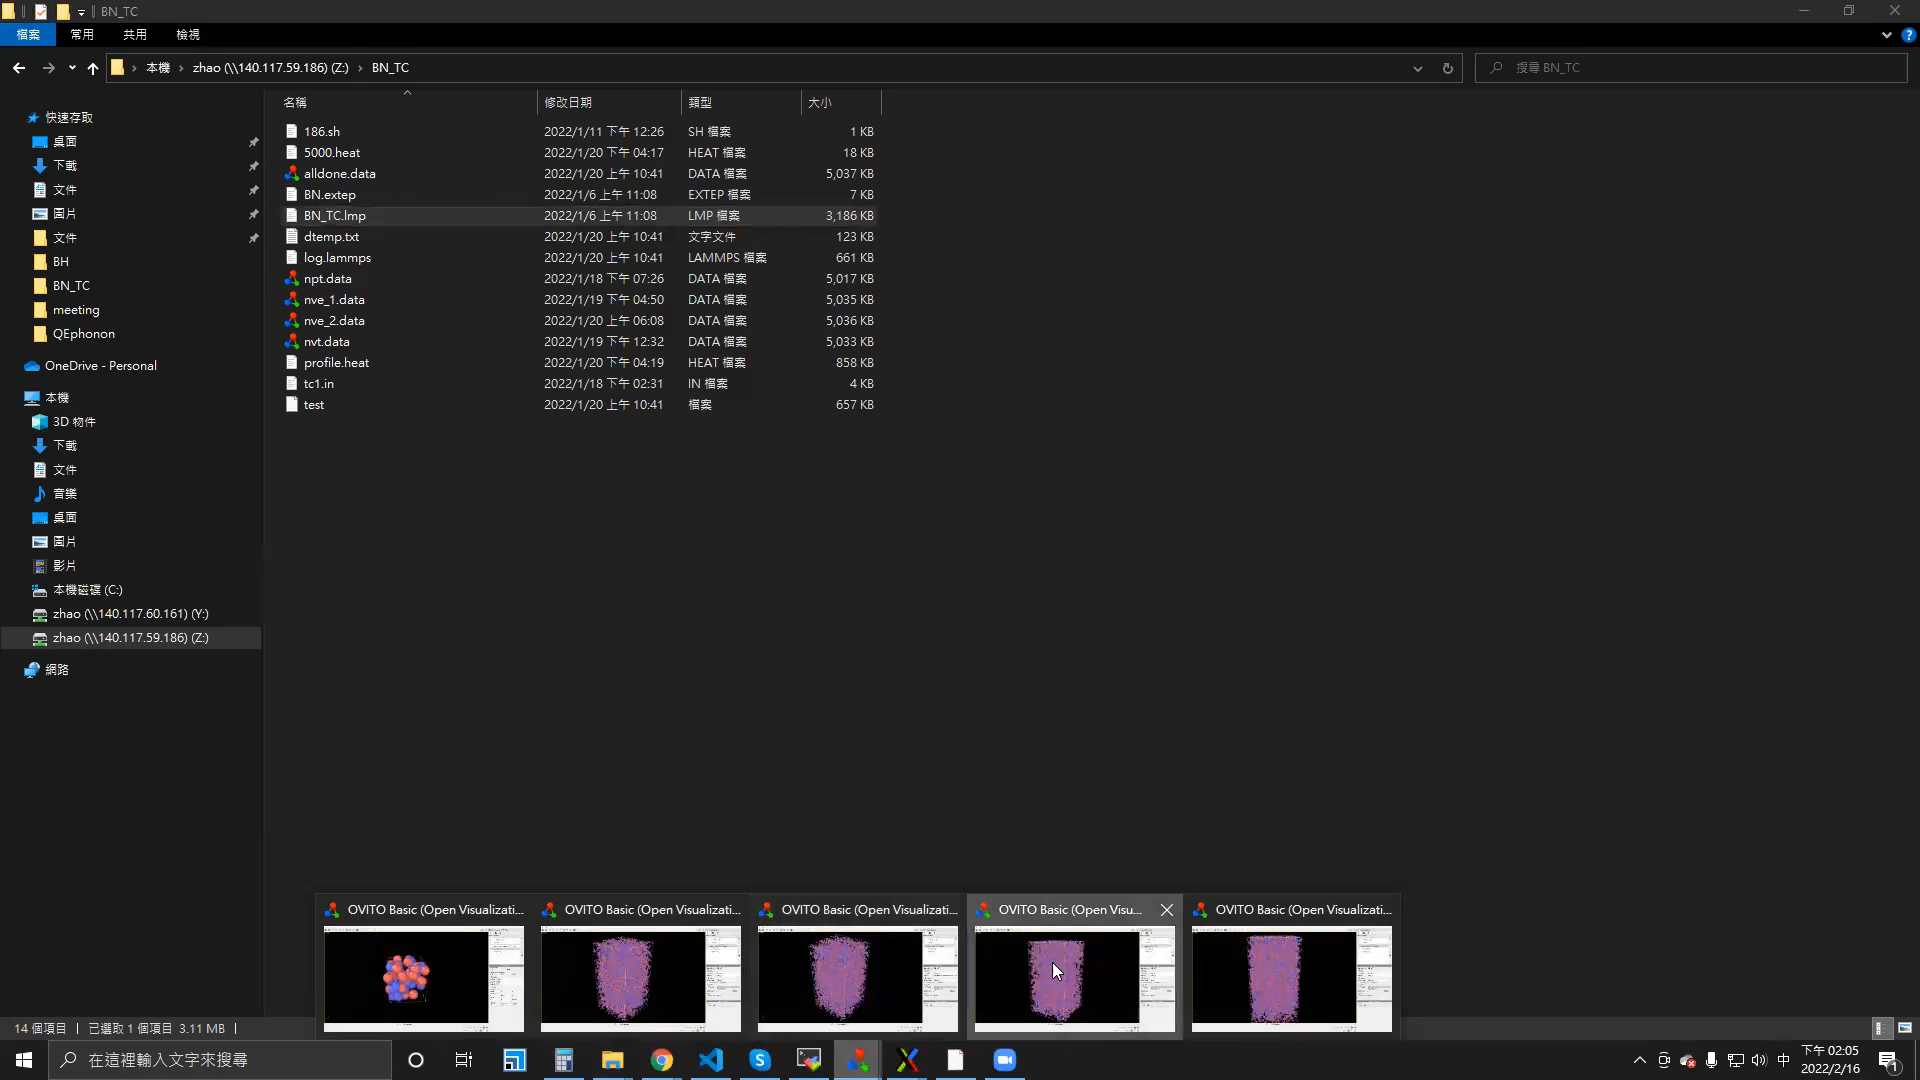 BN_TC
檔案 常用 共用 檢視
本機 zhao (\\140.117.59.186) (Z:) BN_TC
搜尋 BN_TC
名稱 修改日期 類型 大小
快速存取
桌面
下載
文件
圖片
文件
BH
BN_TC
meeting
QEphonon
OneDrive - Personal
本機
3D 物件
下載
文件
音樂
桌面
圖片
影片
本機磁碟 (C:)
zhao (\\140.117.60.161) (Y:)
zhao (\\140.117.59.186) (Z:)
網路
186.sh 2022/1/11 下午 12:26 SH 檔案 1 KB
5000.heat 2022/1/20 下午 04:17 HEAT 檔案 18 KB
alldone.data 2022/1/20 上午 10:41 DATA 檔案 5,037 KB
BN.extep 2022/1/6 上午 11:08 EXTEP 檔案 7 KB
BN_TC.lmp 2022/1/6 上午 11:08 LMP 檔案 3,186 KB
dtemp.txt 2022/1/20 上午 10:41 文字文件 123 KB
log.lammps 2022/1/20 上午 10:41 LAMMPS 檔案 661 KB
npt.data 2022/1/18 下午 07:26 DATA 檔案 5,017 KB
nve_1.data 2022/1/19 下午 04:50 DATA 檔案 5,035 KB
nve_2.data 2022/1/20 上午 06:08 DATA 檔案 5,036 KB
nvt.data 2022/1/19 下午 12:32 DATA 檔案 5,033 KB
profile.heat 2022/1/20 下午 04:19 HEAT 檔案 858 KB
tc1.in 2022/1/18 下午 02:31 IN 檔案 4 KB
test 2022/1/20 上午 10:41 檔案 657 KB
OVITO Basic (Open Visualizati... OVITO Basic (Open Visualizati... OVITO Basic (Open Visualizati... OVITO Basic (Open Visu... OVITO Basic (Open Visualizati...
14 個項目 已選取 1 個項目 3.11 MB
在這裡輸入文字來搜尋
中
下午 02:05
2022/2/16
1